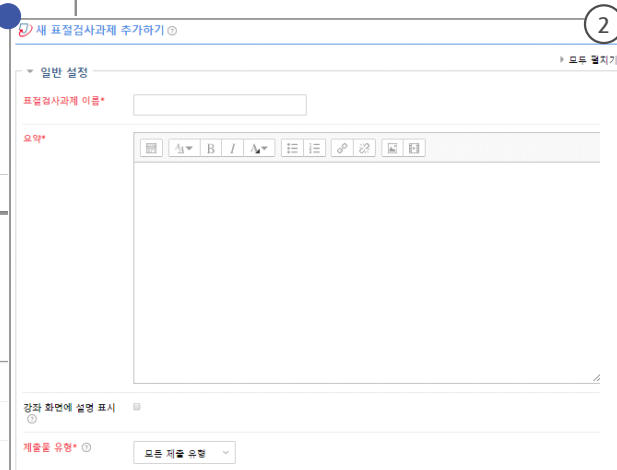 새 표절검사과제 추가하기
2
모두 펼치기
일반 설정
표절검사과제 이름*
요약*
강좌 화면에 설명 표시
제출물 유형*
모든 제출 유형